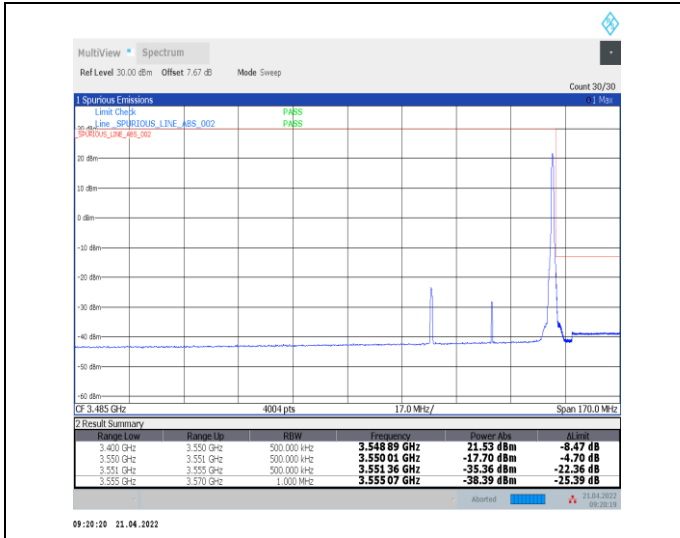 MultiView Spectrum
Ref Level 30.00 dBm Offset 7.67 dB Mode Sweep
Count 30/30
1 Spurious Emissions 1 Max
Limit Check PASS
Line _SPURIOUS_LINE_ABS_002 PASS
_SPURIOUS_LINE_ABS_002
20 dBm
10 dBm
0 dBm
-10 dBm
-20 dBm
-30 dBm
-40 dBm
-50 dBm
-60 dBm
CF 3.485 GHz 4004 pts 17.0 MHz/ Span 170.0 MHz
2 Result Summary
Range Low Range Up RBW Frequency Power Abs ΔLimit
3.400 GHz 3.550 GHz 500.000 kHz 3.548 89 GHz 21.53 dBm -8.47 dB
3.550 GHz 3.551 GHz 500.000 kHz 3.550 01 GHz -17.70 dBm -4.70 dB
3.551 GHz 3.555 GHz 500.000 kHz 3.551 36 GHz -35.36 dBm -22.36 dB
3.555 GHz 3.570 GHz 1.000 MHz 3.555 07 GHz -38.39 dBm -25.39 dB
Aborted 21.04.2022
09:20:19
09:20:20 21.04.2022